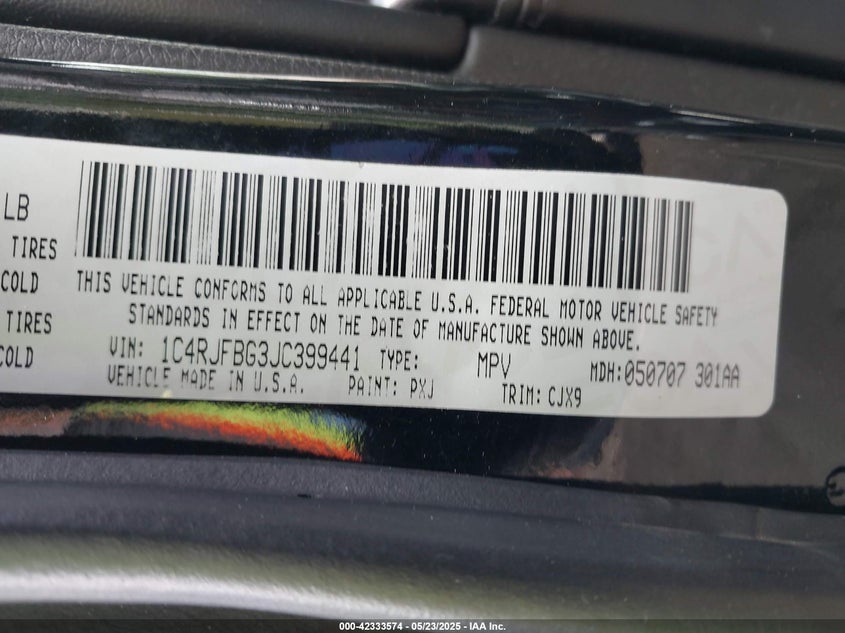 LB
TIRES
COLD
TIRES
COLD
THIS VEHICLE CONFORMS TO ALL APPLICABLE U.S.A. FEDERAL MOTOR VEHICLE SAFETY
STANDARDS IN EFFECT ON THE DATE OF MANUFACTURE SHOWN ABOVE.
VIN: 1C4RJFBG3JC399441 TYPE: MPV MDH:050707 301AA
VEHICLE MADE IN U.S.A. PAINT: PXJ TRIM: CJX9
000-42333574 - 05/23/2025 - IAA Inc.